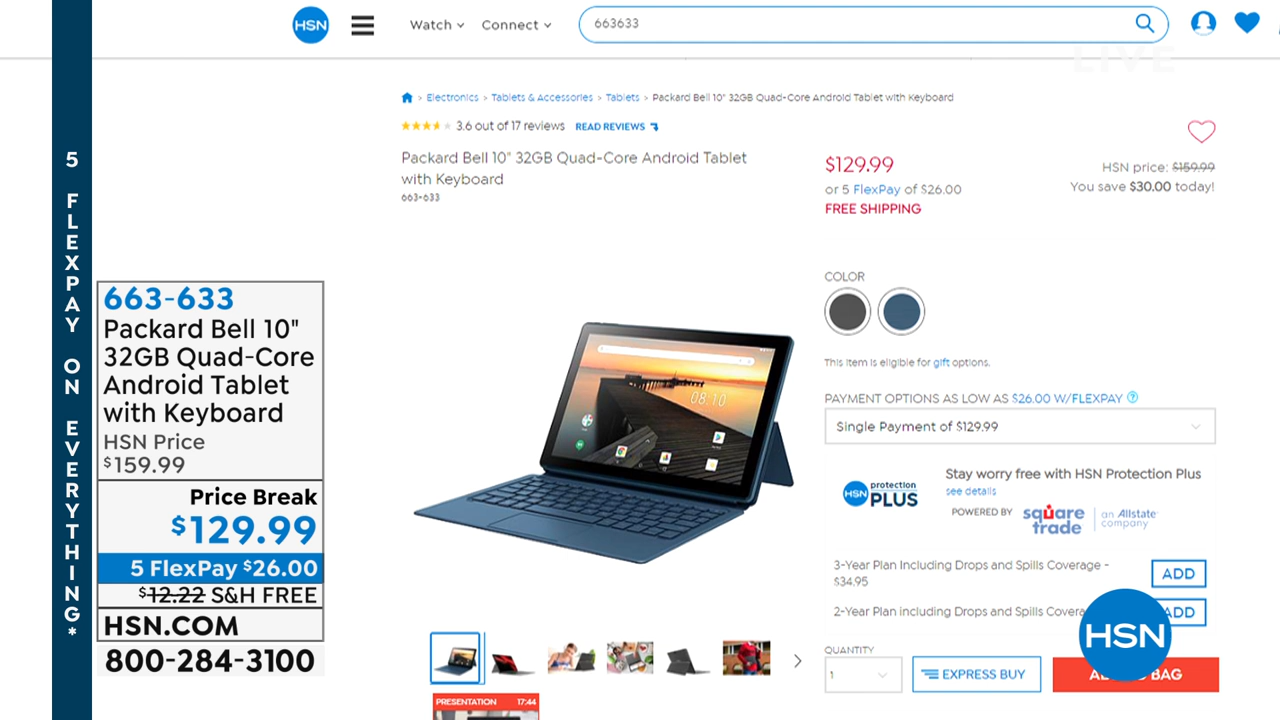 HSN
Watch
Connect
663633
LIVE
Electronics > Tablets & Accessories > Tablets > Packard Bell 10" 32GB Quad-Core Android Tablet with Keyboard
3.6 out of 17 reviews READ REVIEWS
Packard Bell 10" 32GB Quad-Core Android Tablet
with Keyboard
663-633
$129.99
or 5 FlexPay of $26.00
FREE SHIPPING
HSN price: $159.99
You save $30.00 today!
COLOR
This item is eligible for gift options.
PAYMENT OPTIONS AS LOW AS $26.00 W/FLEXPAY ?
Single Payment of $129.99
HSN protection PLUS
Stay worry free with HSN Protection Plus
see details
POWERED BY square trade | an Allstate company
3-Year Plan Including Drops and Spills Coverage -
$34.95
ADD
2-Year Plan including Drops and Spills
ADD
QUANTITY
1
EXPRESS BUY
BAG
HSN
08:10
PRESENTATION 17:44
5 FLEXPAY ON EVERYTHING*
663-633
Packard Bell 10"
32GB Quad-Core
Android Tablet
with Keyboard
HSN Price
$159.99
Price Break
$129.99
5 FlexPay $26.00
$12.22 S&H FREE
HSN.COM
800-284-3100